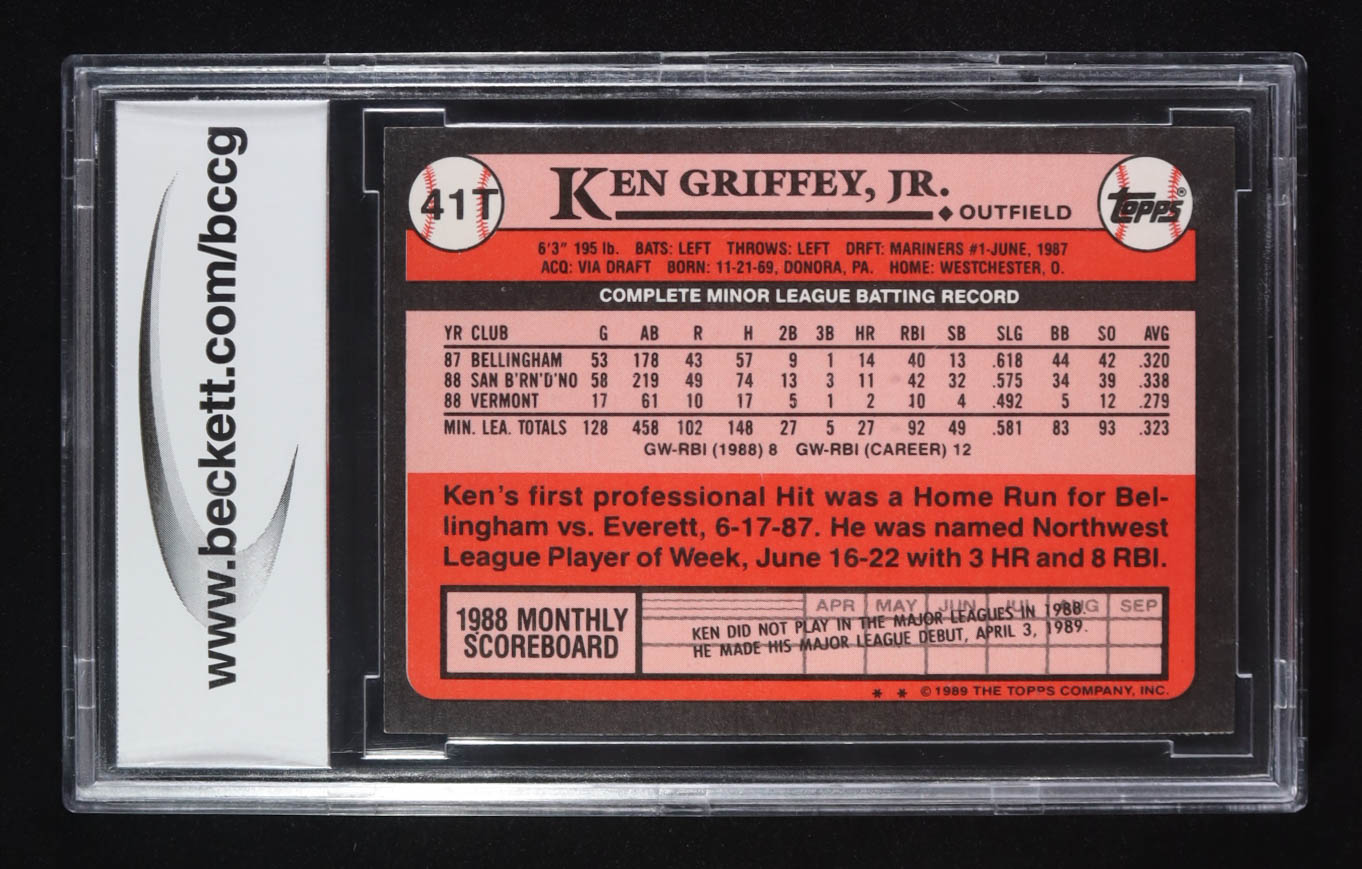 www.beckett.com/bccg
41T
KEN GRIFFEY, JR.
OUTFIELD
topps®
6'3" 195 lb. BATS: LEFT THROWS: LEFT DRFT: MARINERS #1-JUNE, 1987
ACQ: VIA DRAFT BORN: 11-21-69, DONORA, PA. HOME: WESTCHESTER, O.
COMPLETE MINOR LEAGUE BATTING RECORD
YR CLUB G AB R H 2B 3B HR RBI SB SLG BB SO AVG
87 BELLINGHAM 53 178 43 57 9 1 14 40 13 .618 44 42 .320
88 SAN B'RN'D'NO 58 219 49 74 13 3 11 42 32 .575 34 39 .338
88 VERMONT 17 61 10 17 5 1 2 10 4 .492 5 12 .279
MIN. LEA. TOTALS 128 458 102 148 27 5 27 92 49 .581 83 93 .323
GW-RBI (1988) 8 GW-RBI (CAREER) 12
Ken's first professional Hit was a Home Run for Bel-
lingham vs. Everett, 6-17-87. He was named Northwest
League Player of Week, June 16-22 with 3 HR and 8 RBI.
1988 MONTHLY
SCOREBOARD
APR MAY JUN JUL AUG SEP
KEN DID NOT PLAY IN THE MAJOR LEAGUES IN 1988.
HE MADE HIS MAJOR LEAGUE DEBUT, APRIL 3, 1989.
* * © 1989 THE TOPPS COMPANY, INC.